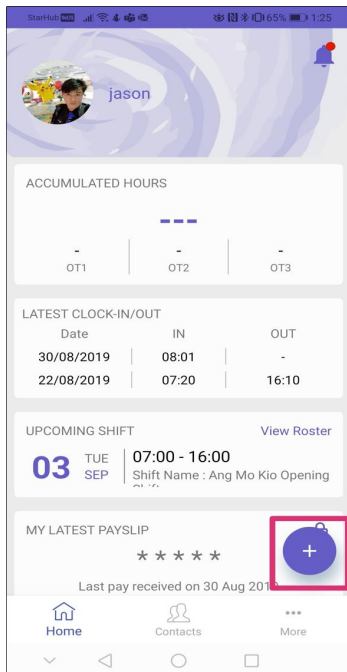 StarHub VoLTE 65% 1:25
jason
ACCUMULATED HOURS
---
- - -
OT1 OT2 OT3
LATEST CLOCK-IN/OUT
Date IN OUT
30/08/2019 08:01 -
22/08/2019 07:20 16:10
UPCOMING SHIFT View Roster
03 TUE SEP 07:00 - 16:00
Shift Name : Ang Mo Kio Opening
MY LATEST PAYSLIP
* * * * *
+
Last pay received on 30 Aug
Home Contacts More